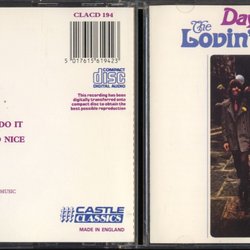 CLACD 194
5 017615 619423
COMPACT
disc
DIGITAL AUDIO
This recording has been
digitally transferred onto
compact disc to obtain the
best possible reproduction
DO IT
NICE
MUSIC
CASTLE
CLASSICS
MADE IN ENGLAND
Day
The
Lovin'